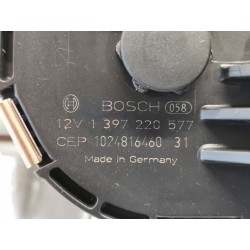 BOSCH 058
12V 1 397 220 577
CEP 1024816460 31
Made in Germany